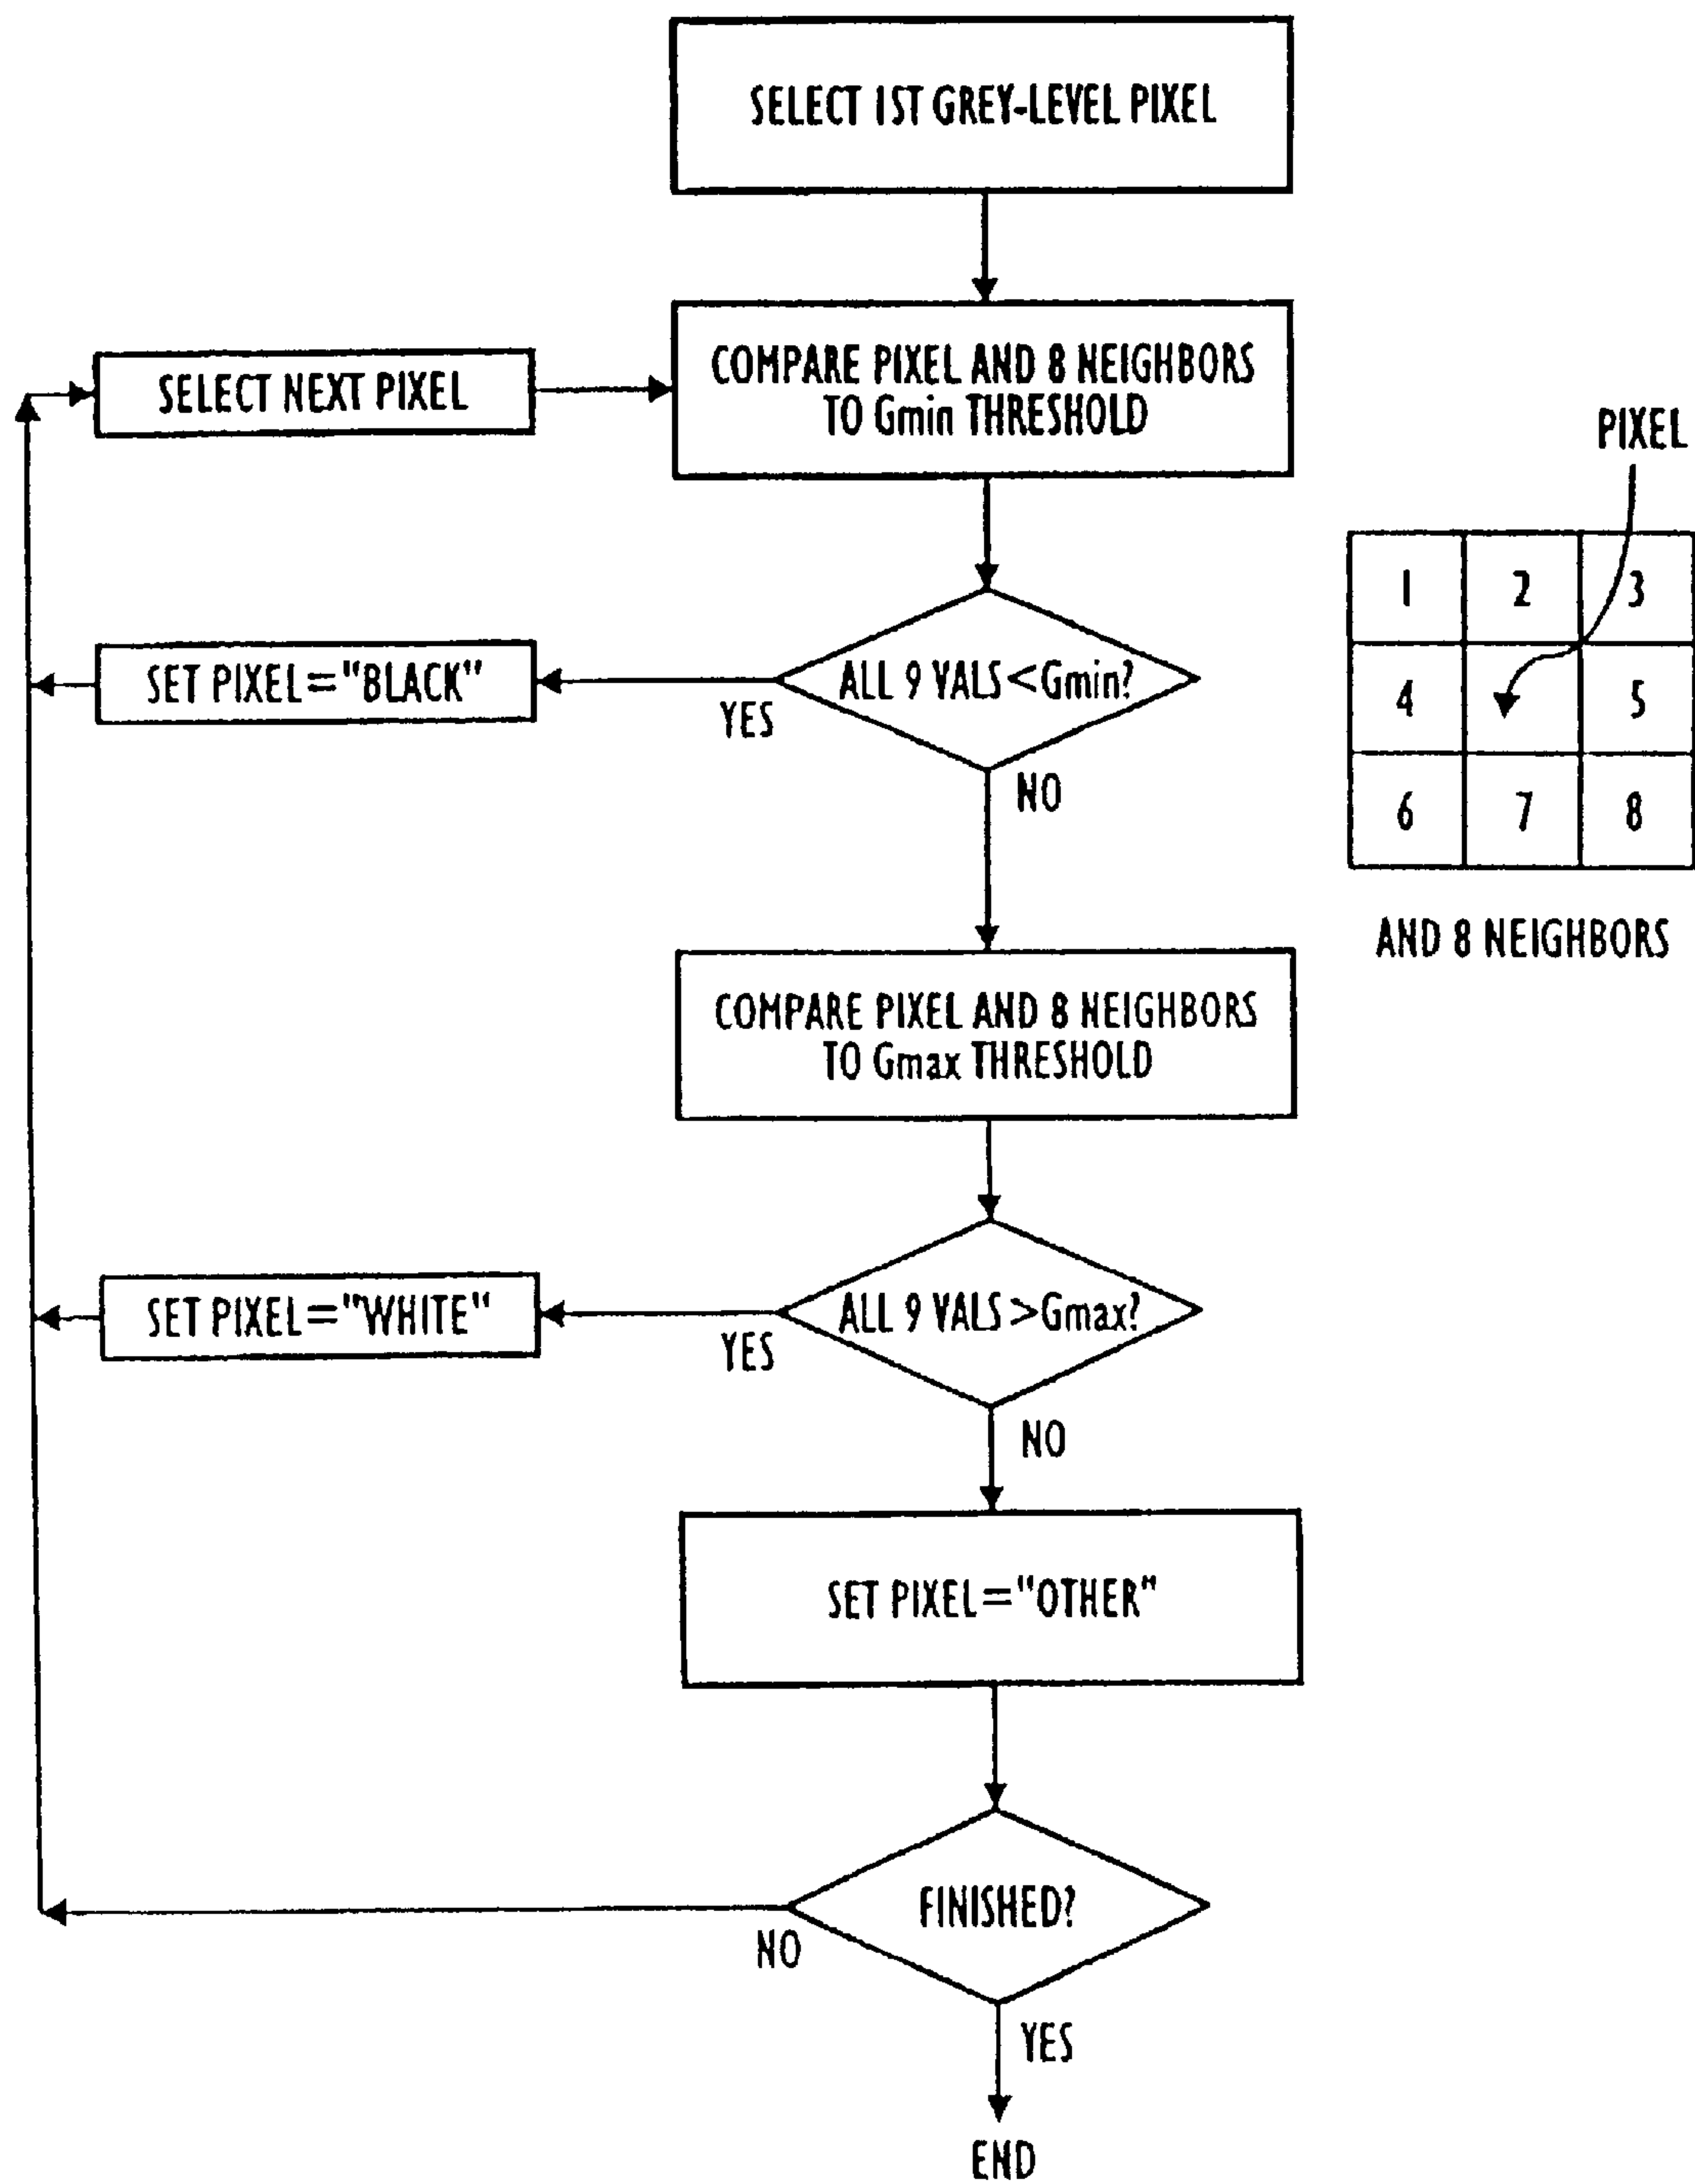 SELECT 1ST GREY-LEVEL PIXEL
SELECT NEXT PIXEL
COMPARE PIXEL AND 8 NEIGHBORS
TO Gmin THRESHOLD
PIXEL
1 2 3
4 5
6 7 8
AND 8 NEIGHBORS
SET PIXEL="BLACK"
ALL 9 VALS<Gmin?
YES
NO
COMPARE PIXEL AND 8 NEIGHBORS
TO Gmax THRESHOLD
SET PIXEL="WHITE"
ALL 9 VALS>Gmax?
YES
NO
SET PIXEL="OTHER"
FINISHED?
NO
YES
END